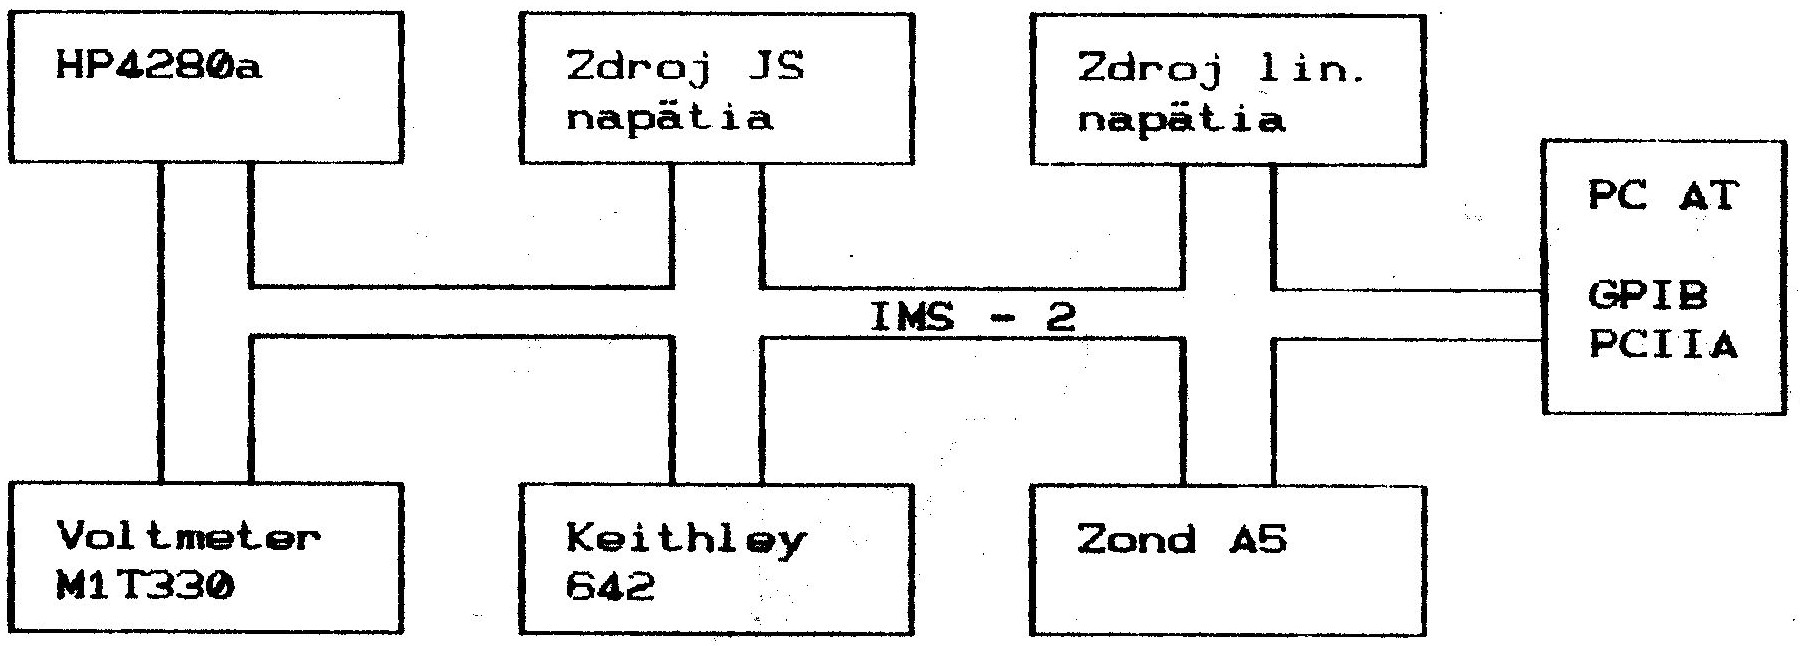 HP4280a
Zdroj JS
napätia
Zdroj lin.
napätia
PC AT
GPIB
PCIIA
IMS - 2
Voltmeter
M1T330
Keithley
642
Zond A5